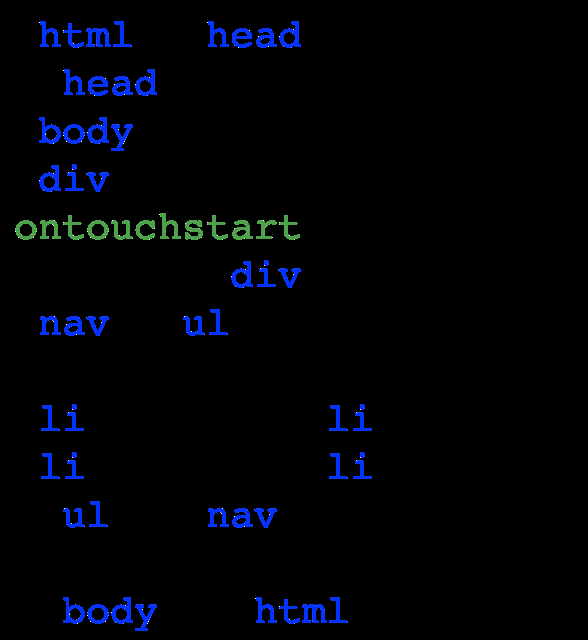 html head
head
body
div
ontouchstart
div
nav ul
li li
li li
ul nav
body html